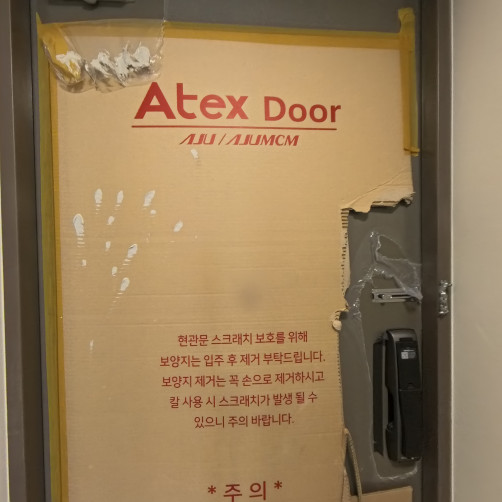 Atex Door
AJU / AJUMCM
현관문 스크래치 보호를 위해
보양지는 입주 후 제거 부탁드립니다.
보양지 제거는 꼭 손으로 제거하시고
칼 사용 시 스크래치가 발생 될 수
있으니 주의 바랍니다.
* 주 의 *